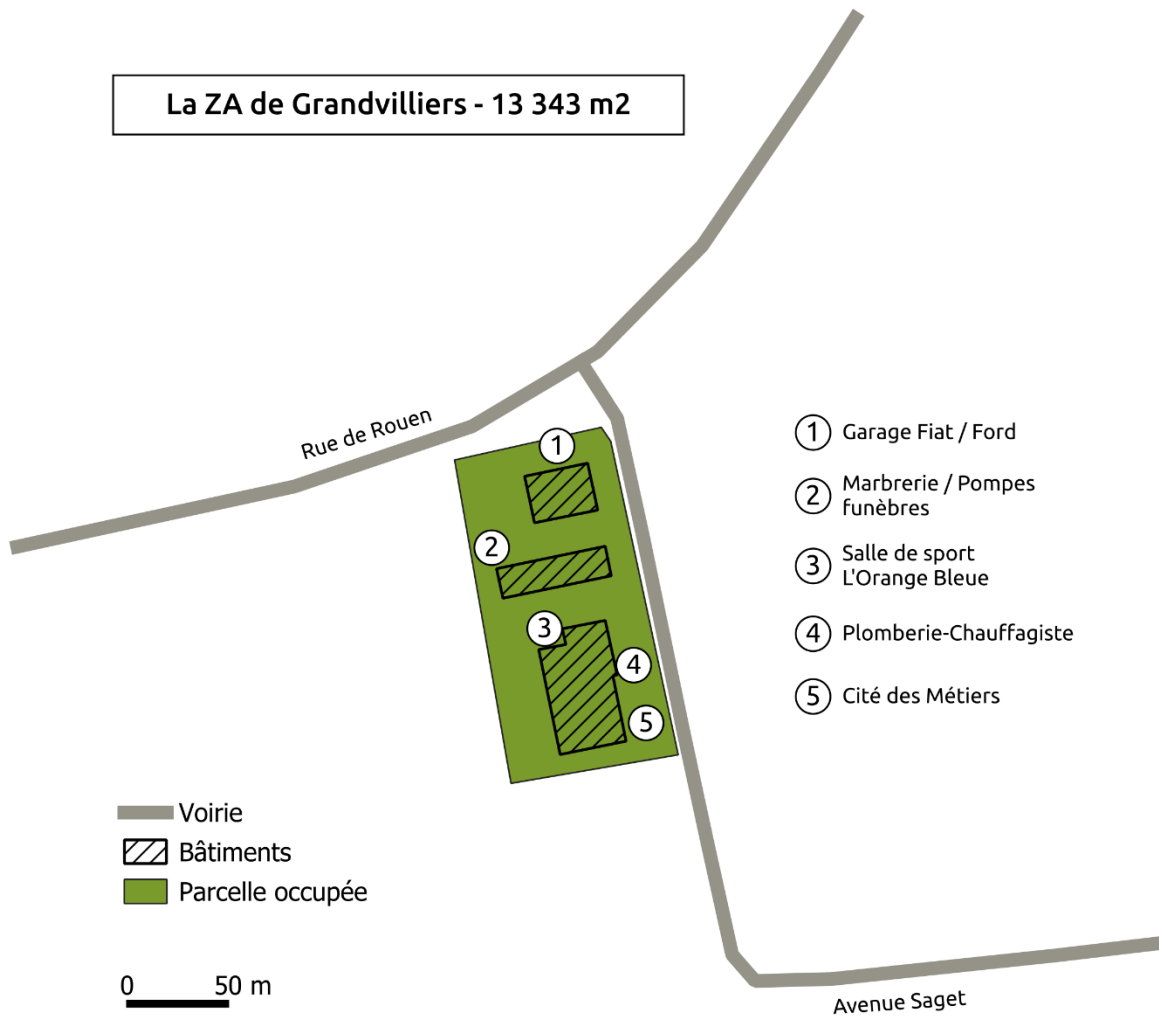 La ZA de Grandvilliers - 13 343 m2
Rue de Rouen
1
2
3
4
5
1 Garage Fiat / Ford
2 Marbrerie / Pompes
funèbres
3 Salle de sport
L'Orange Bleue
4 Plomberie-Chauffagiste
5 Cité des Métiers
Voirie
Bâtiments
Parcelle occupée
0 50 m
Avenue Saget